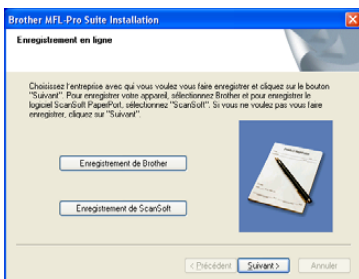 Brother MFL-Pro Suite Installation
Enregistrement en ligne
Choisissez l'entreprise avec qui vous voulez vous faire enregistrer et cliquez sur le bouton
"Suivant". Pour enregistrer votre appareil, sélectionnez Brother et pour enregistrer le
logiciel ScanSoft PaperPort, sélectionnez "ScanSoft". Si vous ne voulez pas vous faire
enregistrer, cliquez sur "Suivant".
Enregistrement de Brother
Enregistrement de ScanSoft
< Précédent Suivant > Annuler